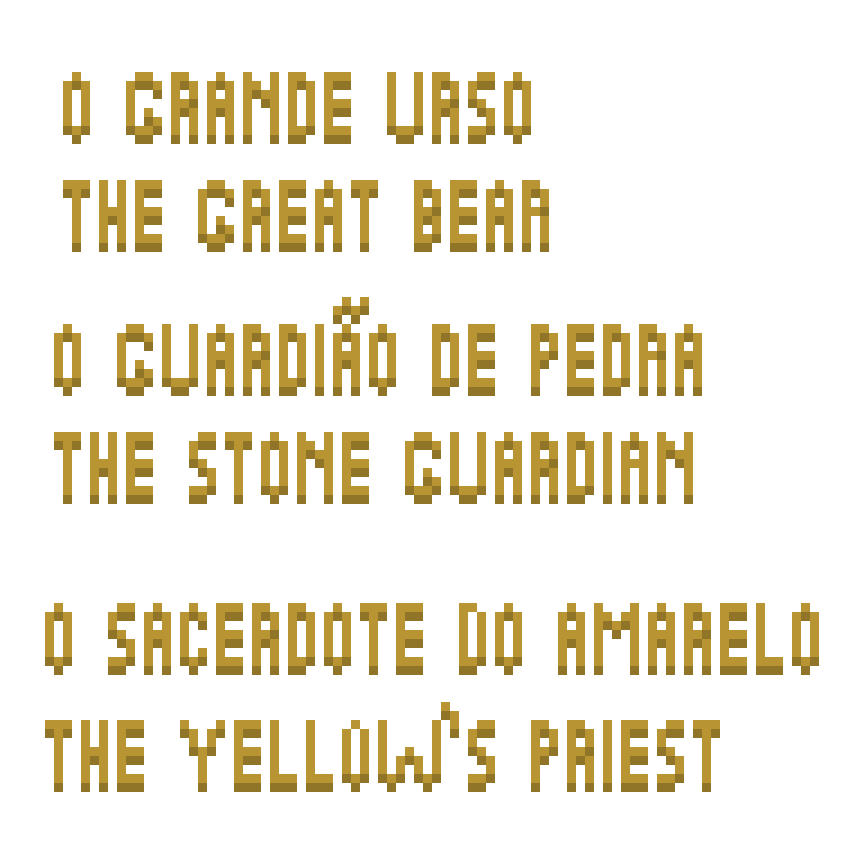 O GRANDE URSO
THE GREAT BEAR
O GUARDIÃO DE PEDRA
THE STONE GUARDIAN
O SACERDOTE DO AMARELO
THE YELLOW'S PRIEST